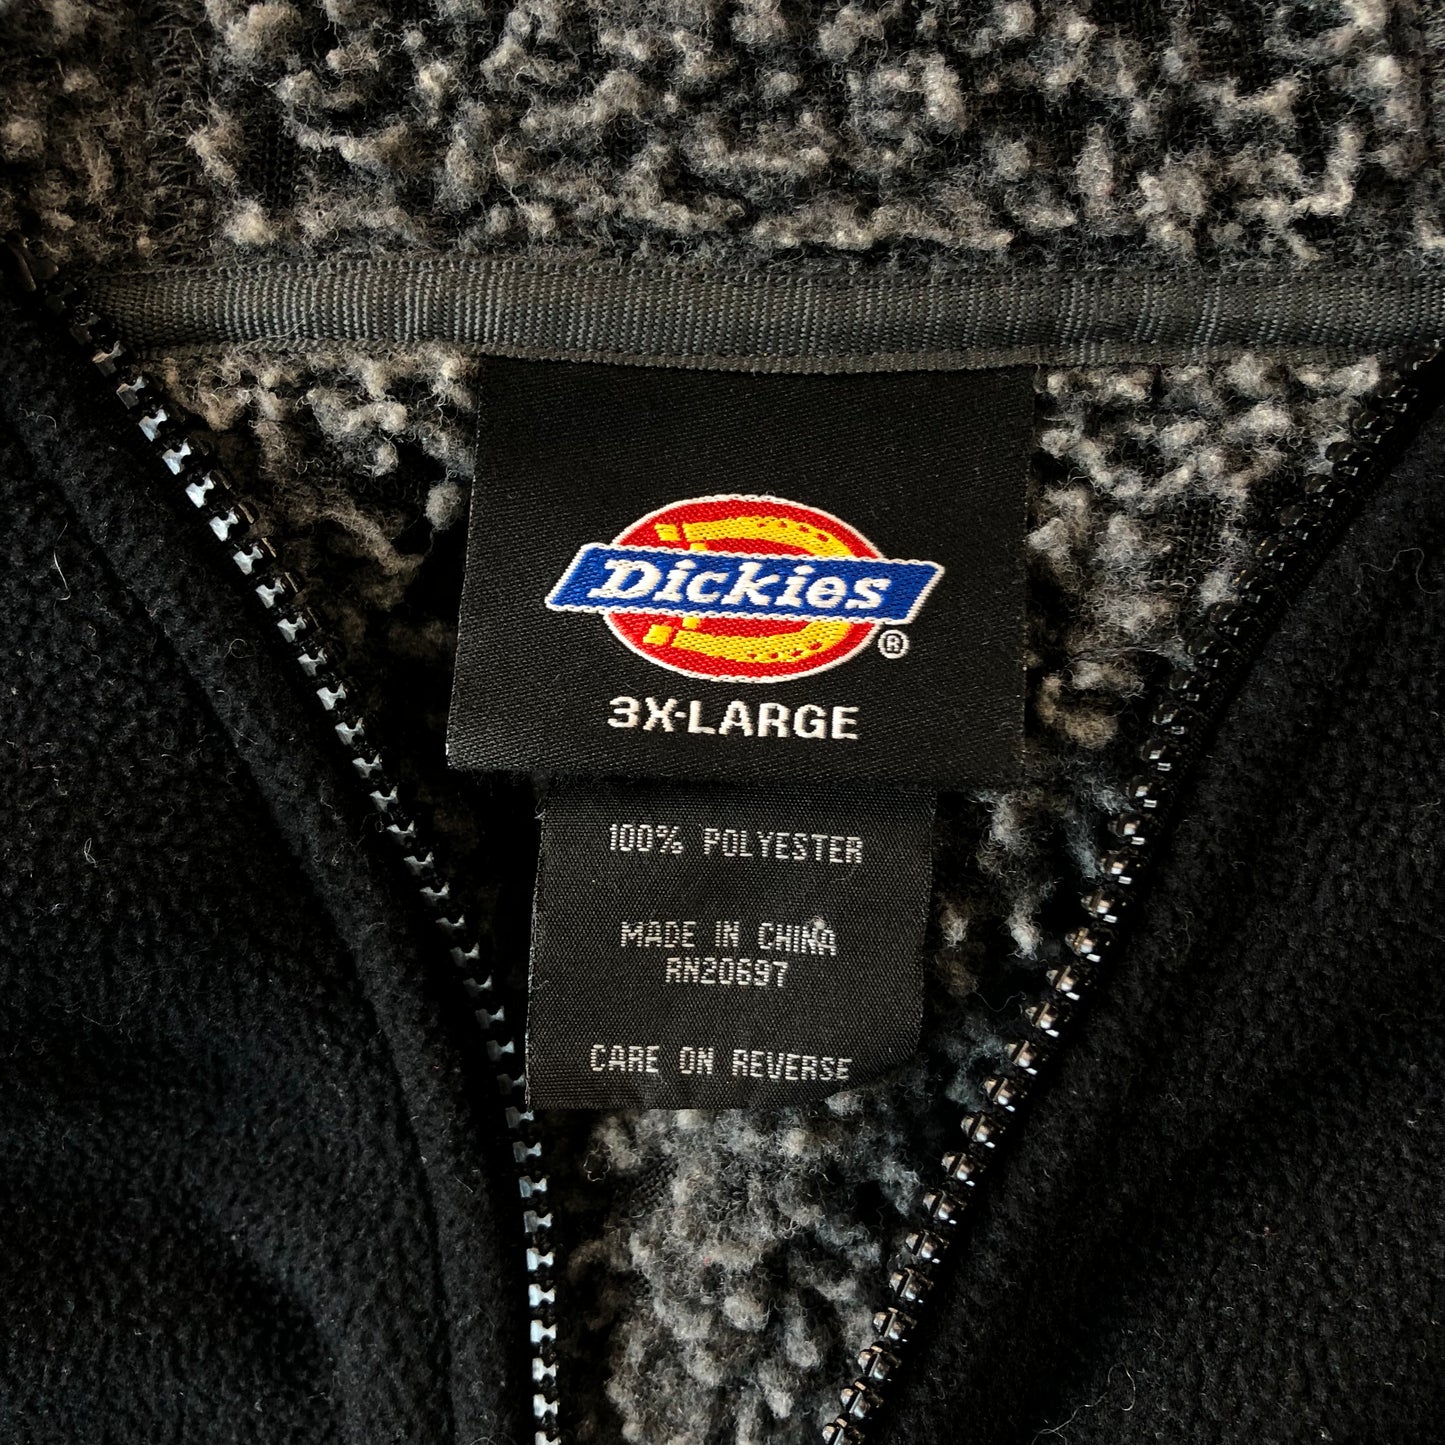 Dickies
®
3X-LARGE
100% POLYESTER
MADE IN CHINA
RN20697
CARE ON REVERSE